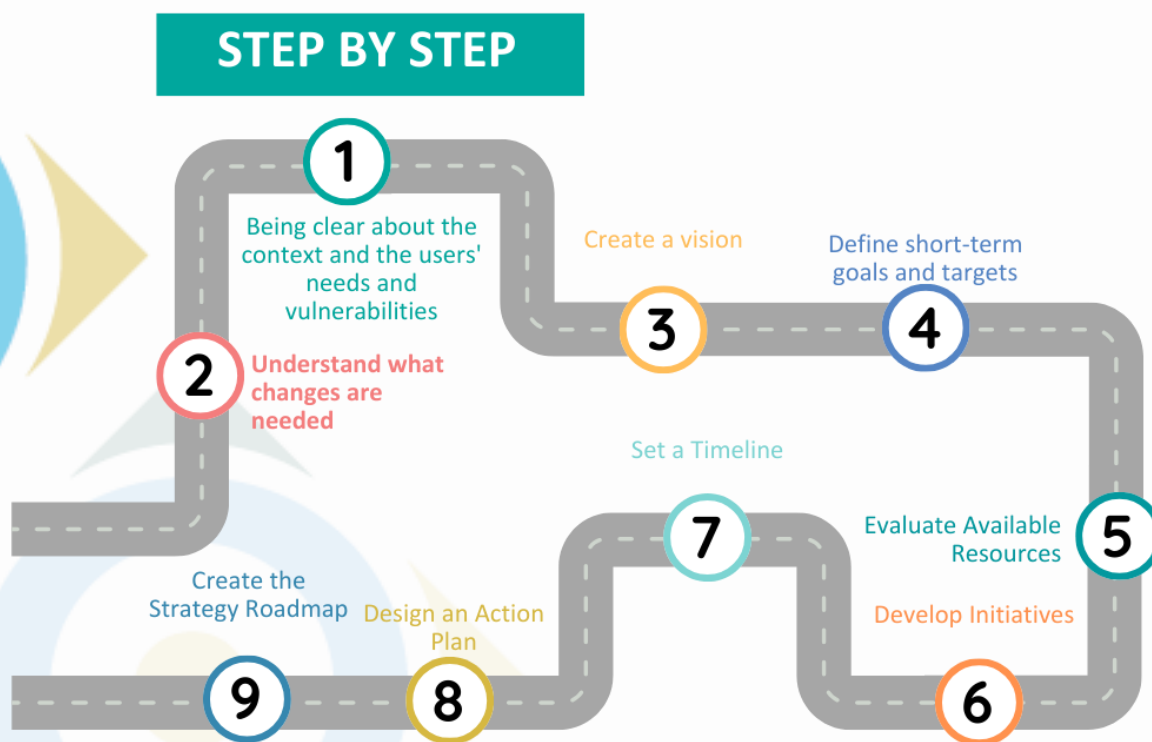 STEP BY STEP
1
Being clear about the
context and the users'
needs and
vulnerabilities
2
Understand what
changes are
needed
Create a vision
3
Define short-term
goals and targets
4
Evaluate Available
Resources
5
Develop Initiatives
6
Set a Timeline
7
Design an Action
Plan
8
Create the
Strategy Roadmap
9